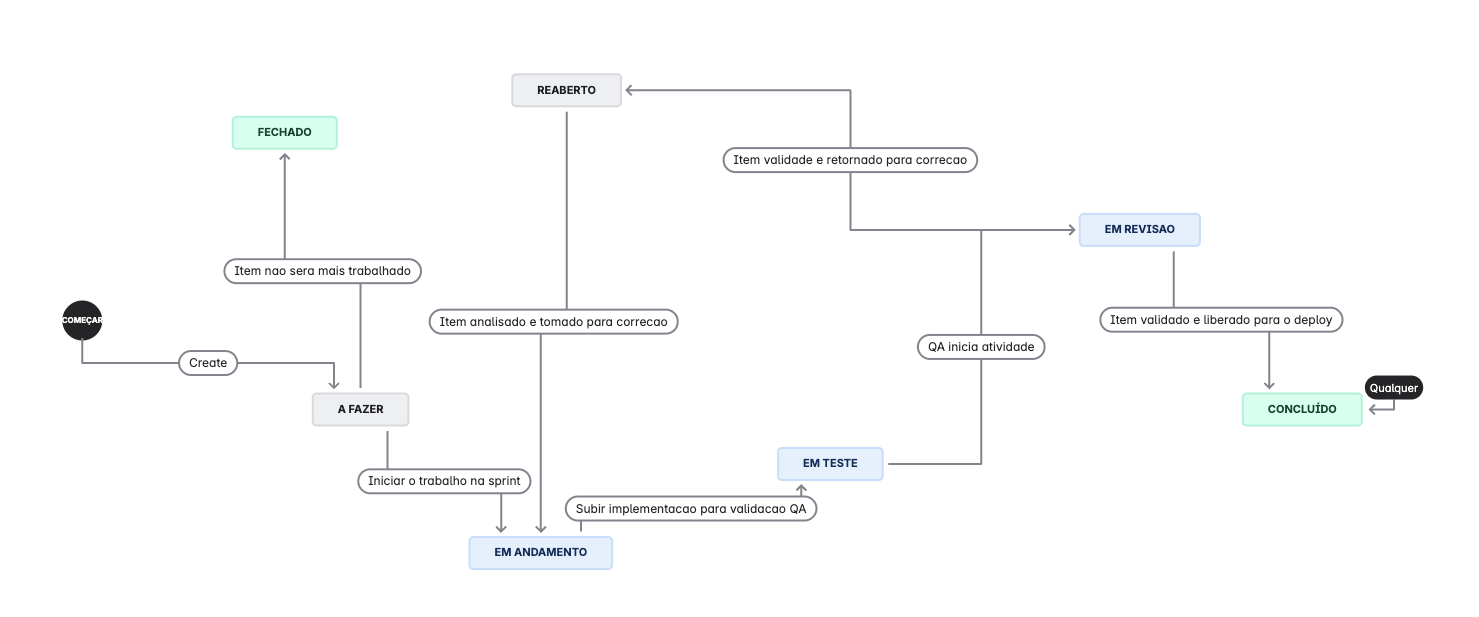 REABERTO
FECHADO
Item validade e retornado para correcao
EM REVISAO
Item nao sera mais trabalhado
COMEÇAR
Item analisado e tomado para correcao
Item validado e liberado para o deploy
QA inicia atividade
Create
Qualquer
A FAZER
CONCLUÍDO
EM TESTE
Iniciar o trabalho na sprint
Subir implementacao para validacao QA
EM ANDAMENTO